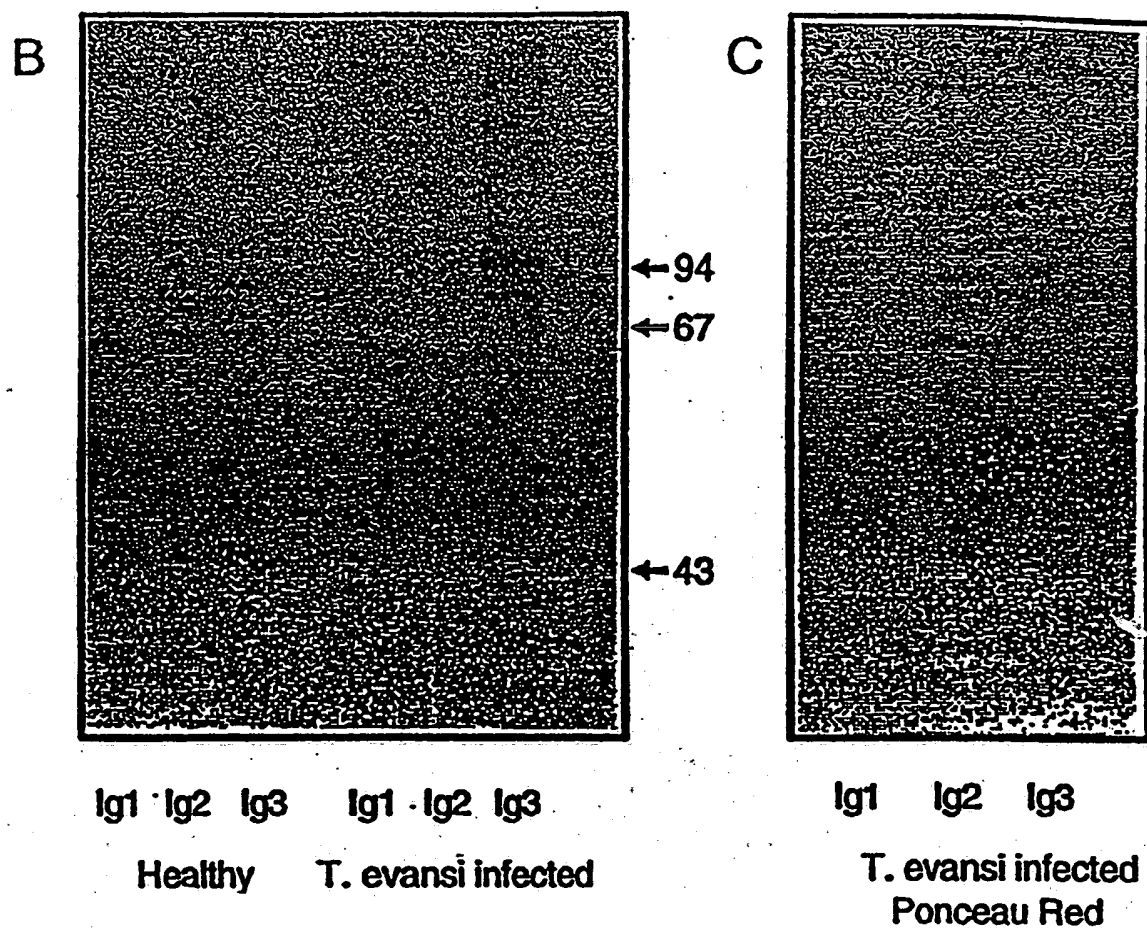 B
C
←94
←67
←43
Ig1 Ig2 Ig3 Ig1 Ig2 Ig3
Healthy T. evansi infected
Ig1 Ig2 Ig3
T. evansi infected
Ponceau Red